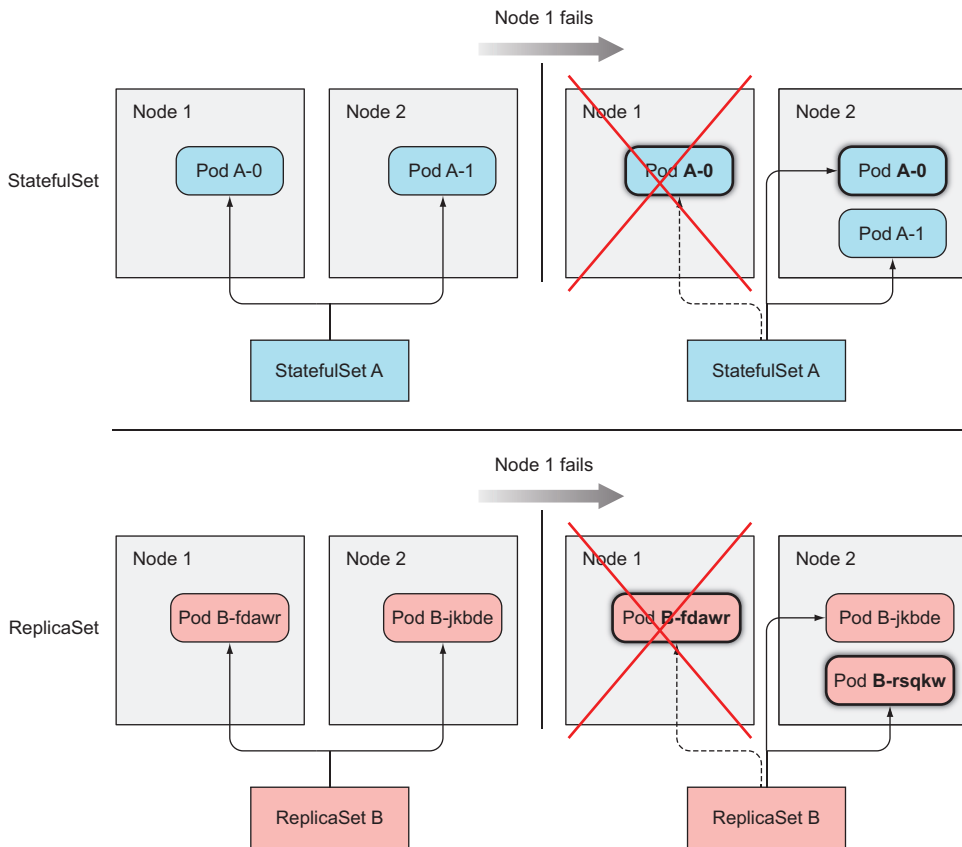 Node 1 fails
Node 1
Node 2
Node 1
Node 2
StatefulSet
Pod A-0
Pod A-1
Pod A-0
Pod A-0
Pod A-1
StatefulSet A
StatefulSet A
Node 1 fails
Node 1
Node 2
Node 1
Node 2
ReplicaSet
Pod B-fdawr
Pod B-jkbde
Pod B-fdawr
Pod B-jkbde
Pod B-rsqkw
ReplicaSet B
ReplicaSet B